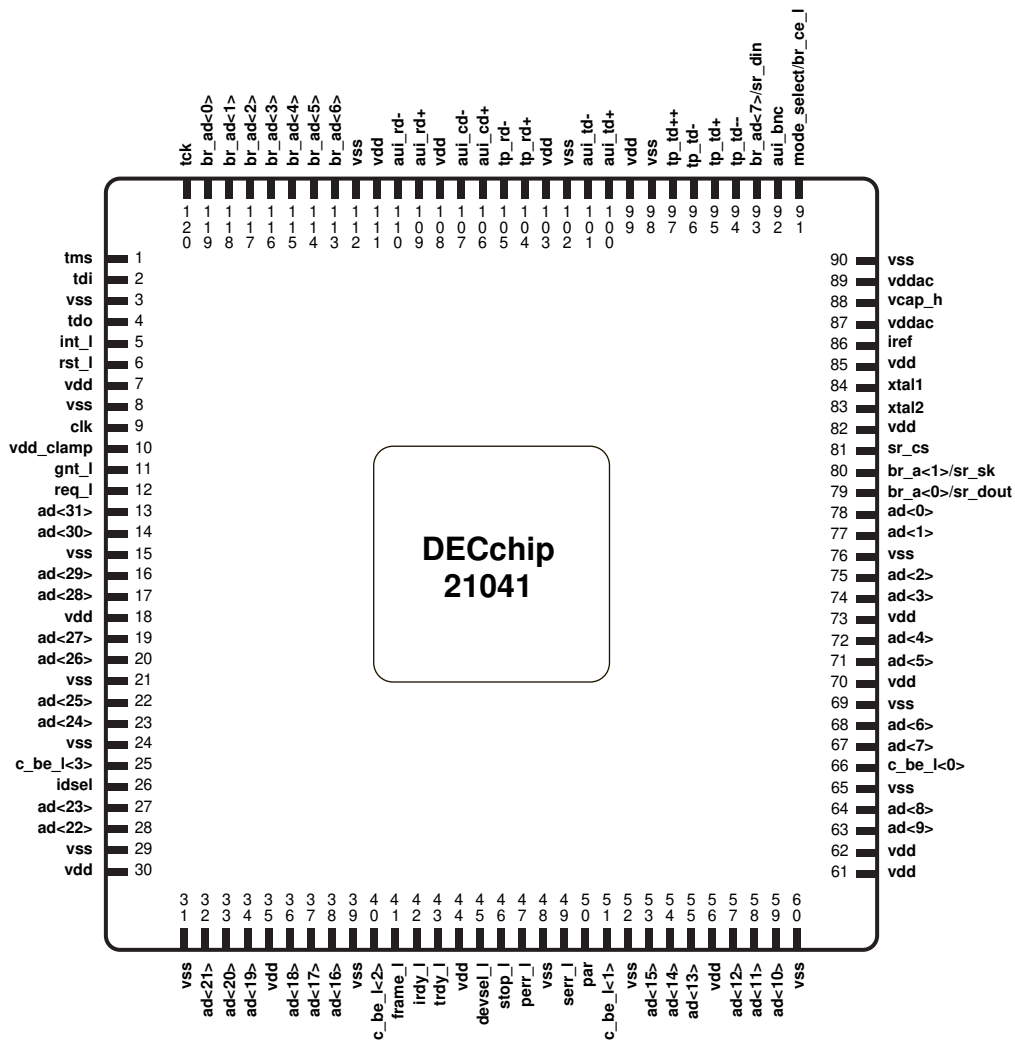 tck
br_ad<0>
br_ad<1>
br_ad<2>
br_ad<3>
br_ad<4>
br_ad<5>
br_ad<6>
vss
vdd
aui_rd-
aui_rd+
vdd
aui_cd-
aui_cd+
tp_rd-
tp_rd+
vdd
vss
aui_td-
aui_td+
vdd
vss
tp_td++
tp_td-
tp_td+
tp_td--
br_ad<7>/sr_din
aui_bnc
mode_select/br_ce_l
120
119
118
117
116
115
114
113
112
111
110
109
108
107
106
105
104
103
102
101
100
99
98
97
96
95
94
93
92
91
tms 1
tdi 2
vss 3
tdo 4
int_l 5
rst_l 6
vdd 7
vss 8
clk 9
vdd_clamp 10
gnt_l 11
req_l 12
ad<31> 13
ad<30> 14
vss 15
ad<29> 16
ad<28> 17
vdd 18
ad<27> 19
ad<26> 20
vss 21
ad<25> 22
ad<24> 23
vss 24
c_be_l<3> 25
idsel 26
ad<23> 27
ad<22> 28
vss 29
vdd 30
DECchip
21041
90 vss
89 vddac
88 vcap_h
87 vddac
86 iref
85 vdd
84 xtal1
83 xtal2
82 vdd
81 sr_cs
80 br_a<1>/sr_sk
79 br_a<0>/sr_dout
78 ad<0>
77 ad<1>
76 vss
75 ad<2>
74 ad<3>
73 vdd
72 ad<4>
71 ad<5>
70 vdd
69 vss
68 ad<6>
67 ad<7>
66 c_be_l<0>
65 vss
64 ad<8>
63 ad<9>
62 vdd
61 vdd
31
32
33
34
35
36
37
38
39
40
41
42
43
44
45
46
47
48
49
50
51
52
53
54
55
56
57
58
59
60
vss
ad<21>
ad<20>
ad<19>
vdd
ad<18>
ad<17>
ad<16>
vss
c_be_l<2>
frame_l
irdy_l
trdy_l
vdd
devsel_l
stop_l
perr_l
vss
serr_l
par
c_be_l<1>
vss
ad<15>
ad<14>
ad<13>
vdd
ad<12>
ad<11>
ad<10>
vss